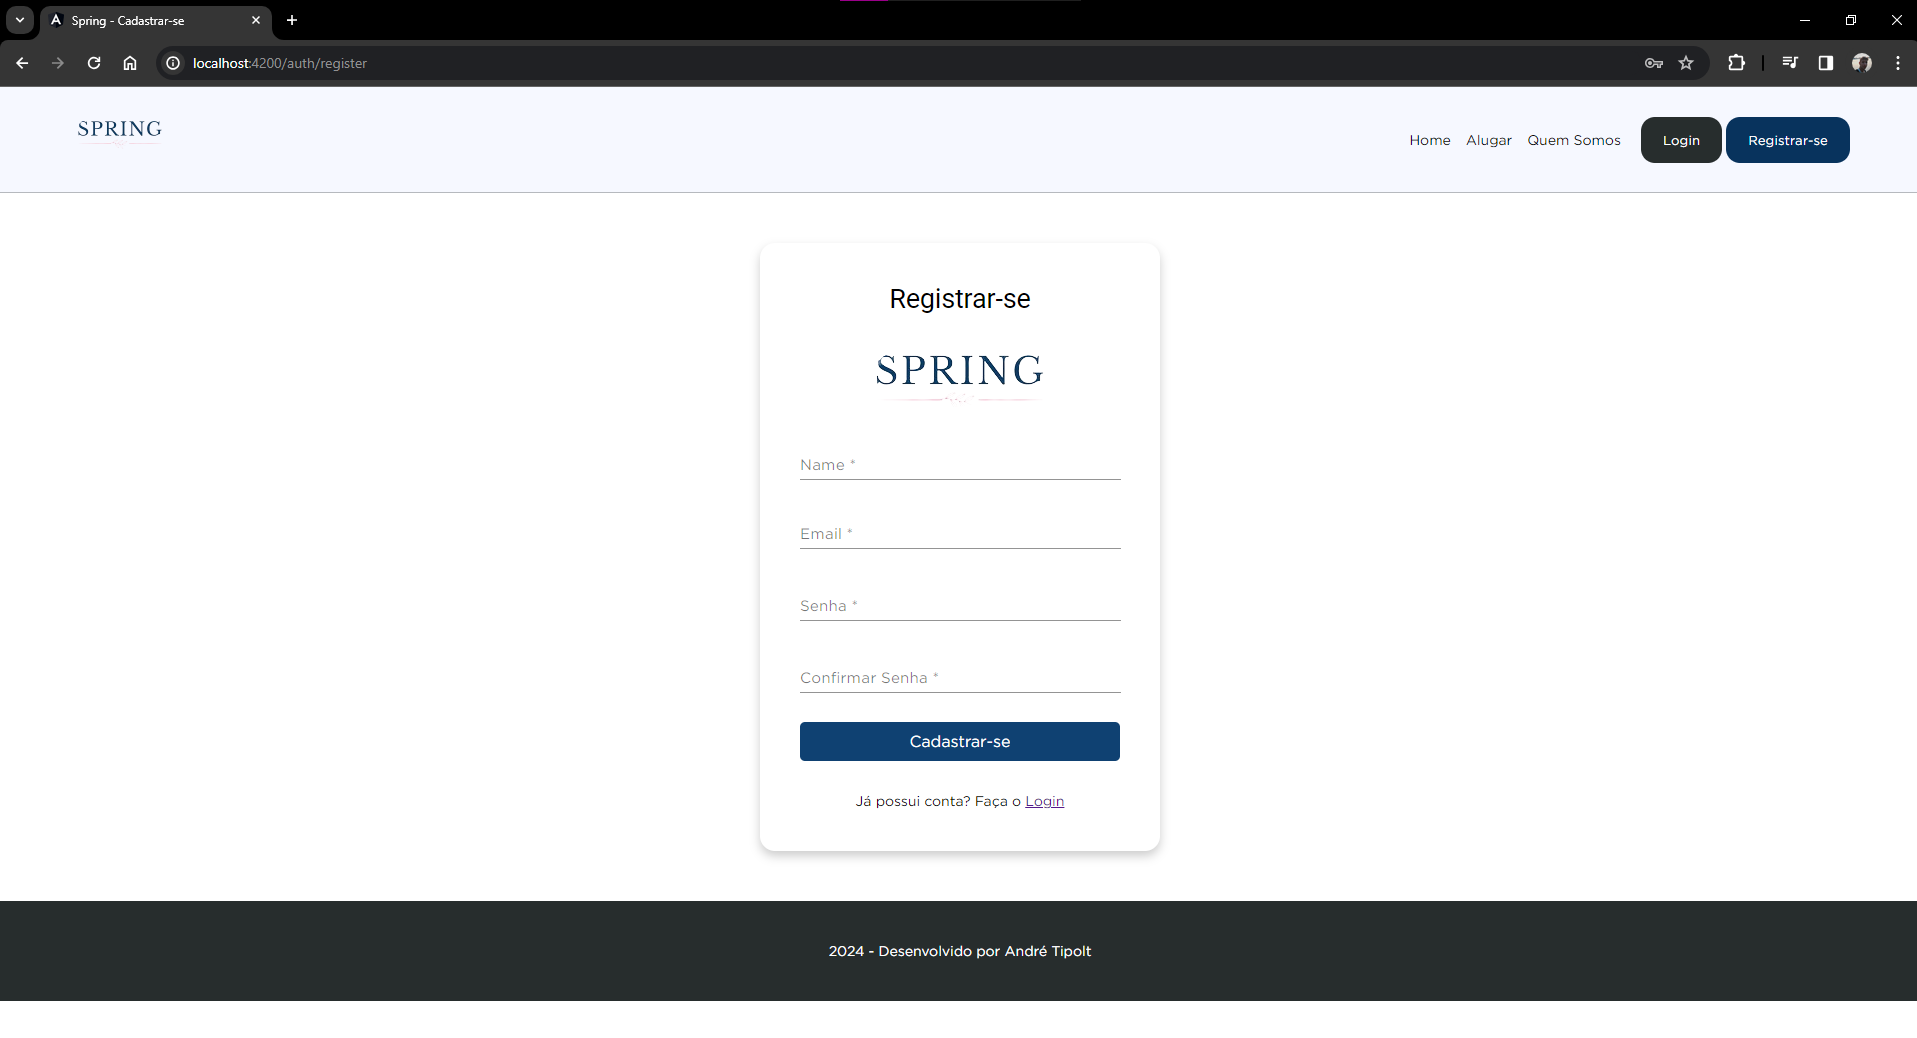 Spring - Cadastrar-se
localhost:4200/auth/register
SPRING
Home Alugar Quem Somos Login Registrar-se
Registrar-se
SPRING
Name *
Email *
Senha *
Confirmar Senha *
Cadastrar-se
Já possui conta? Faça o Login
2024 - Desenvolvido por André Tipolt